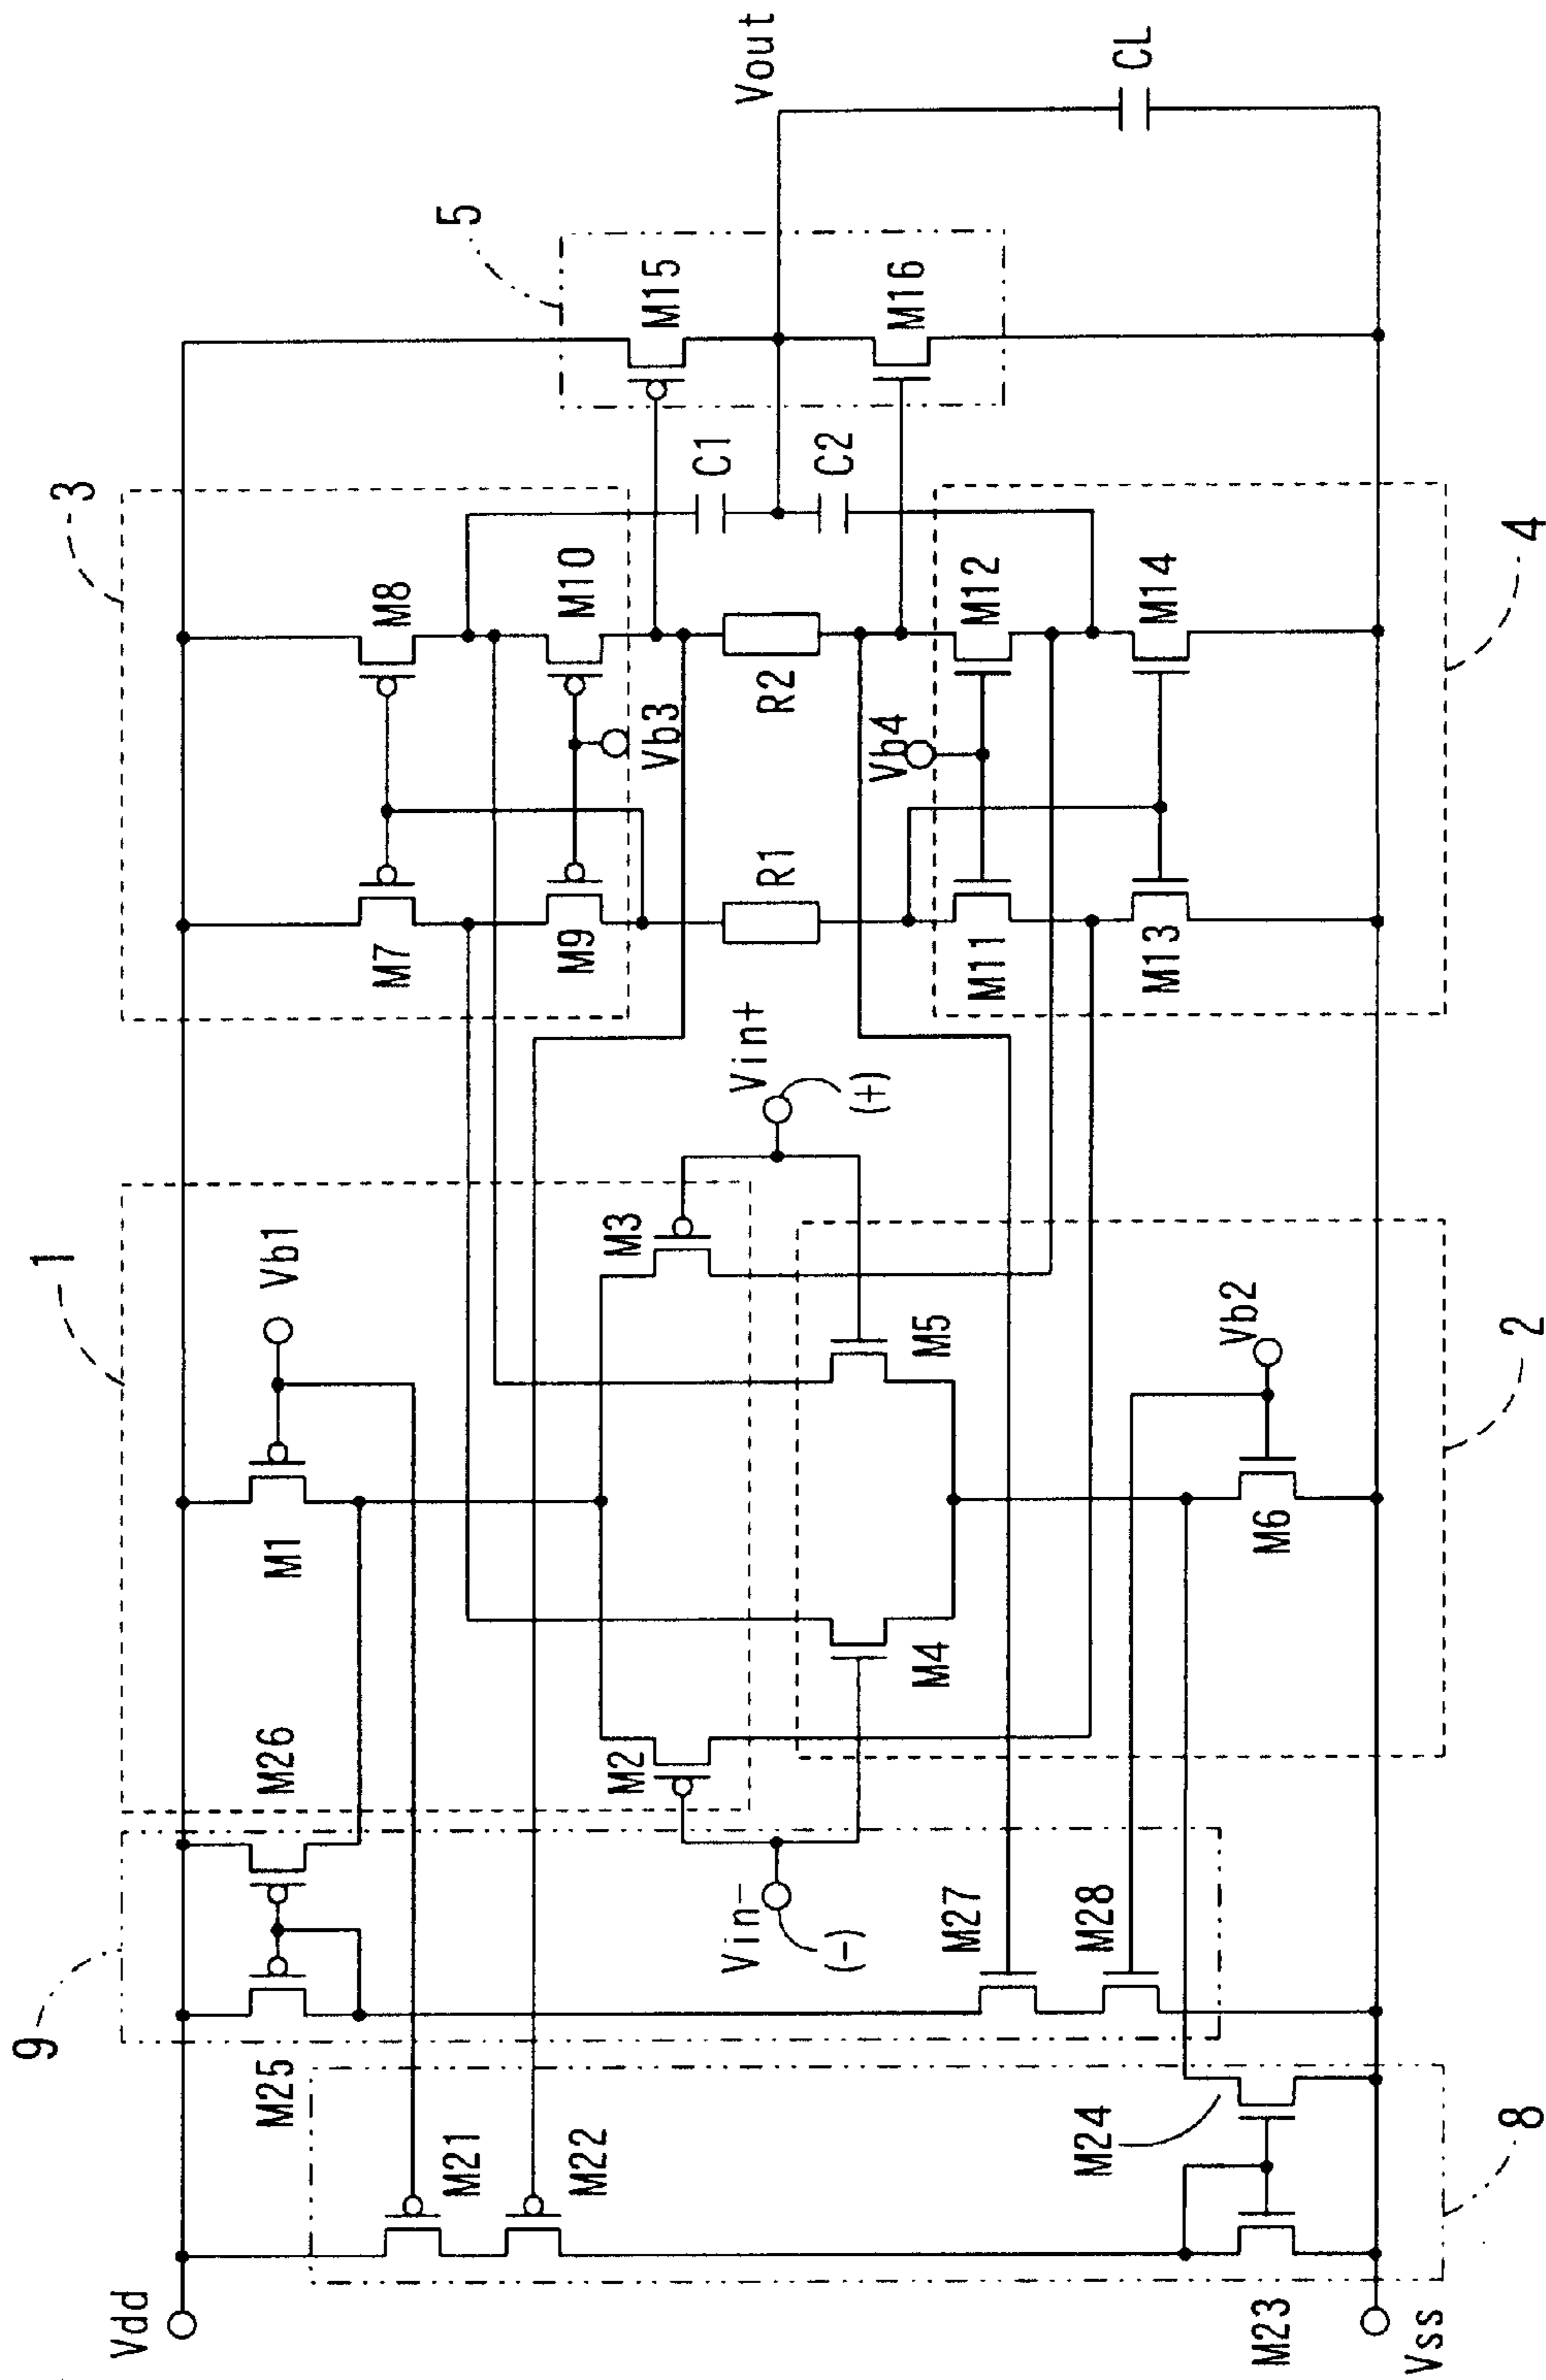 Vdd
Vss
9
8
M25
M26
M21
M22
M23
M24
M27
M28
1
2
Vb1
Vb2
M1
M2
M3
M4
M5
M6
Vin-
(-)
Vin+
(+)
3
4
M7
M8
M9
M10
Vb3
R1
R2
Vb4
M11
M12
M13
M14
C1
C2
5
M15
M16
Vout
CL